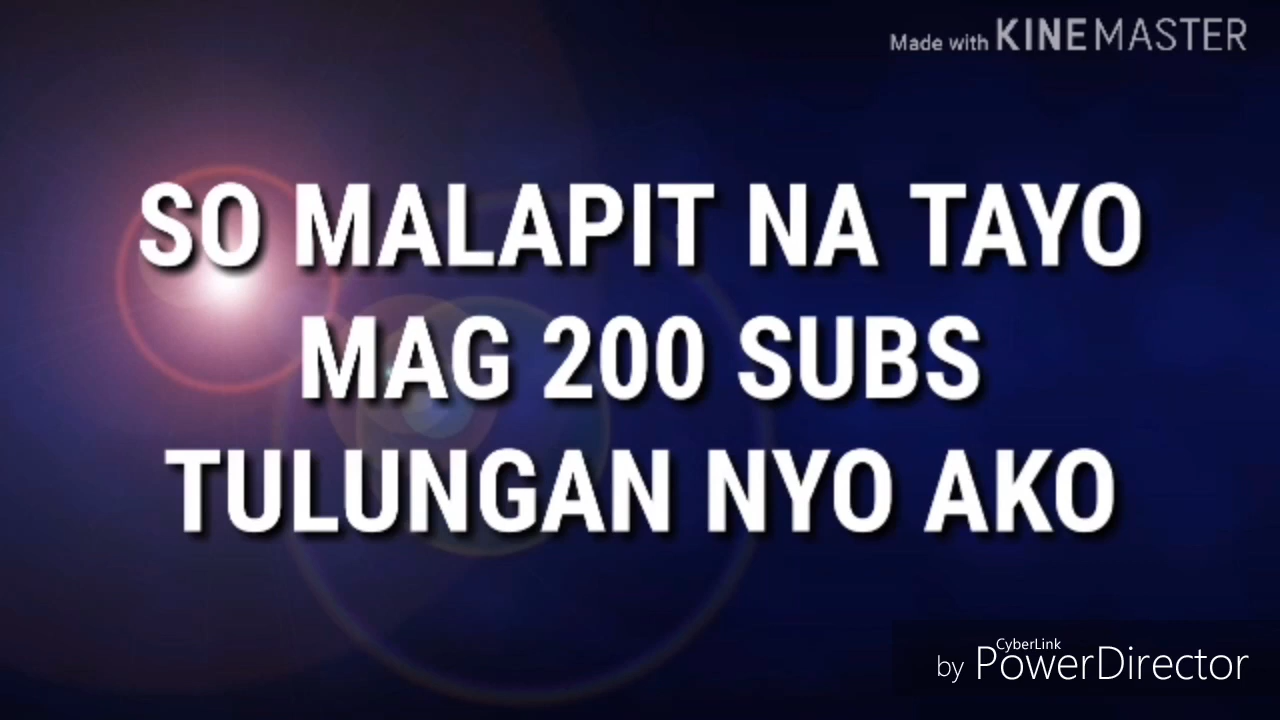 Made with KINEMASTER
SO MALAPIT NA TAYO
MAG 200 SUBS
TULUNGAN NYO AKO
CyberLink
by PowerDirector